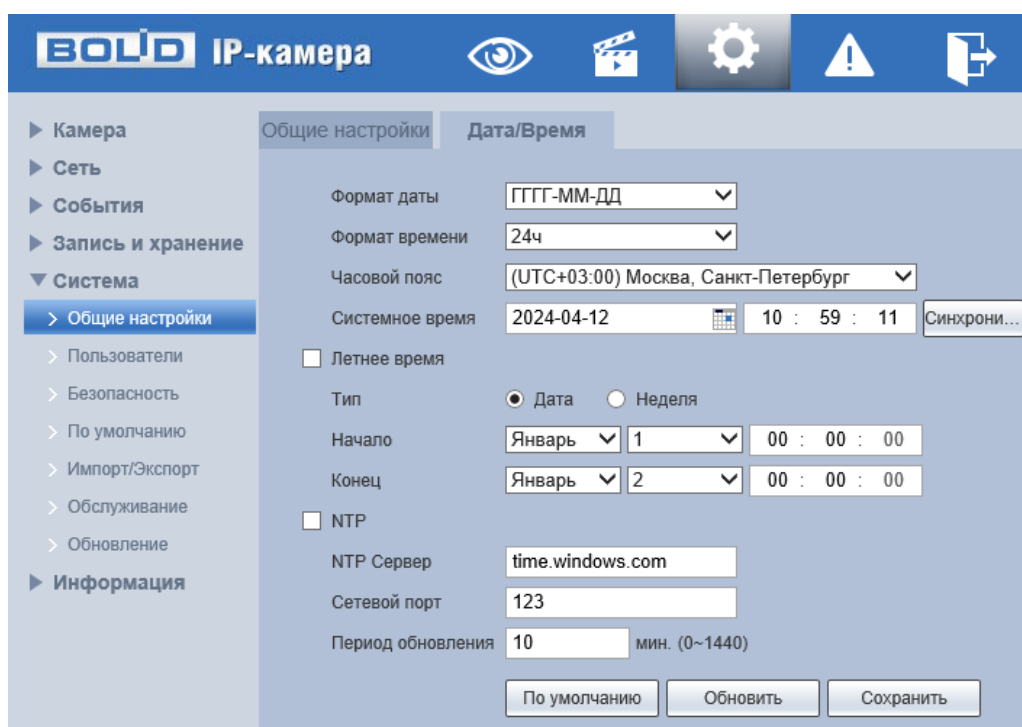 BOLID IP-камера
Камера
Сеть
События
Запись и хранение
Система
Общие настройки
Пользователи
Безопасность
По умолчанию
Импорт/Экспорт
Обслуживание
Обновление
Информация
Общие настройки Дата/Время
Формат даты ГГГГ-ММ-ДД
Формат времени 24ч
Часовой пояс (UTC+03:00) Москва, Санкт-Петербург
Системное время 2024-04-12 10 : 59 : 11 Синхрони...
Летнее время
Тип Дата Неделя
Начало Январь 1 00 : 00 : 00
Конец Январь 2 00 : 00 : 00
NTP
NTP Сервер time.windows.com
Сетевой порт 123
Период обновления 10 мин. (0~1440)
По умолчанию Обновить Сохранить